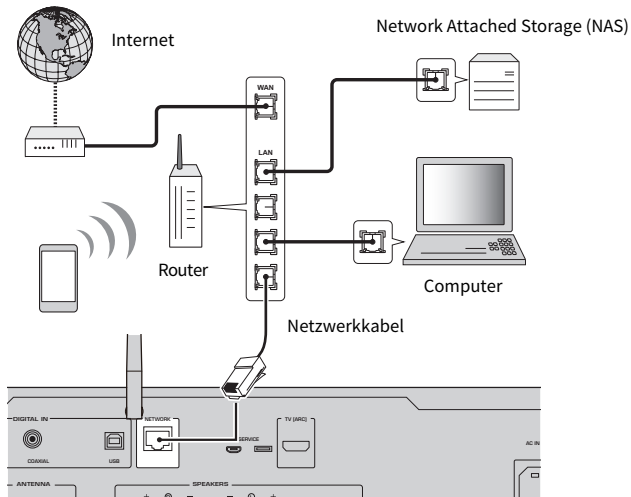 Internet
Network Attached Storage (NAS)
WAN
LAN
Router
Computer
Netzwerkkabel
DIGITAL IN
NETWORK
SERVICE
TV (ARC)
COAXIAL
USB
AC IN
ANTENNA
SPEAKERS